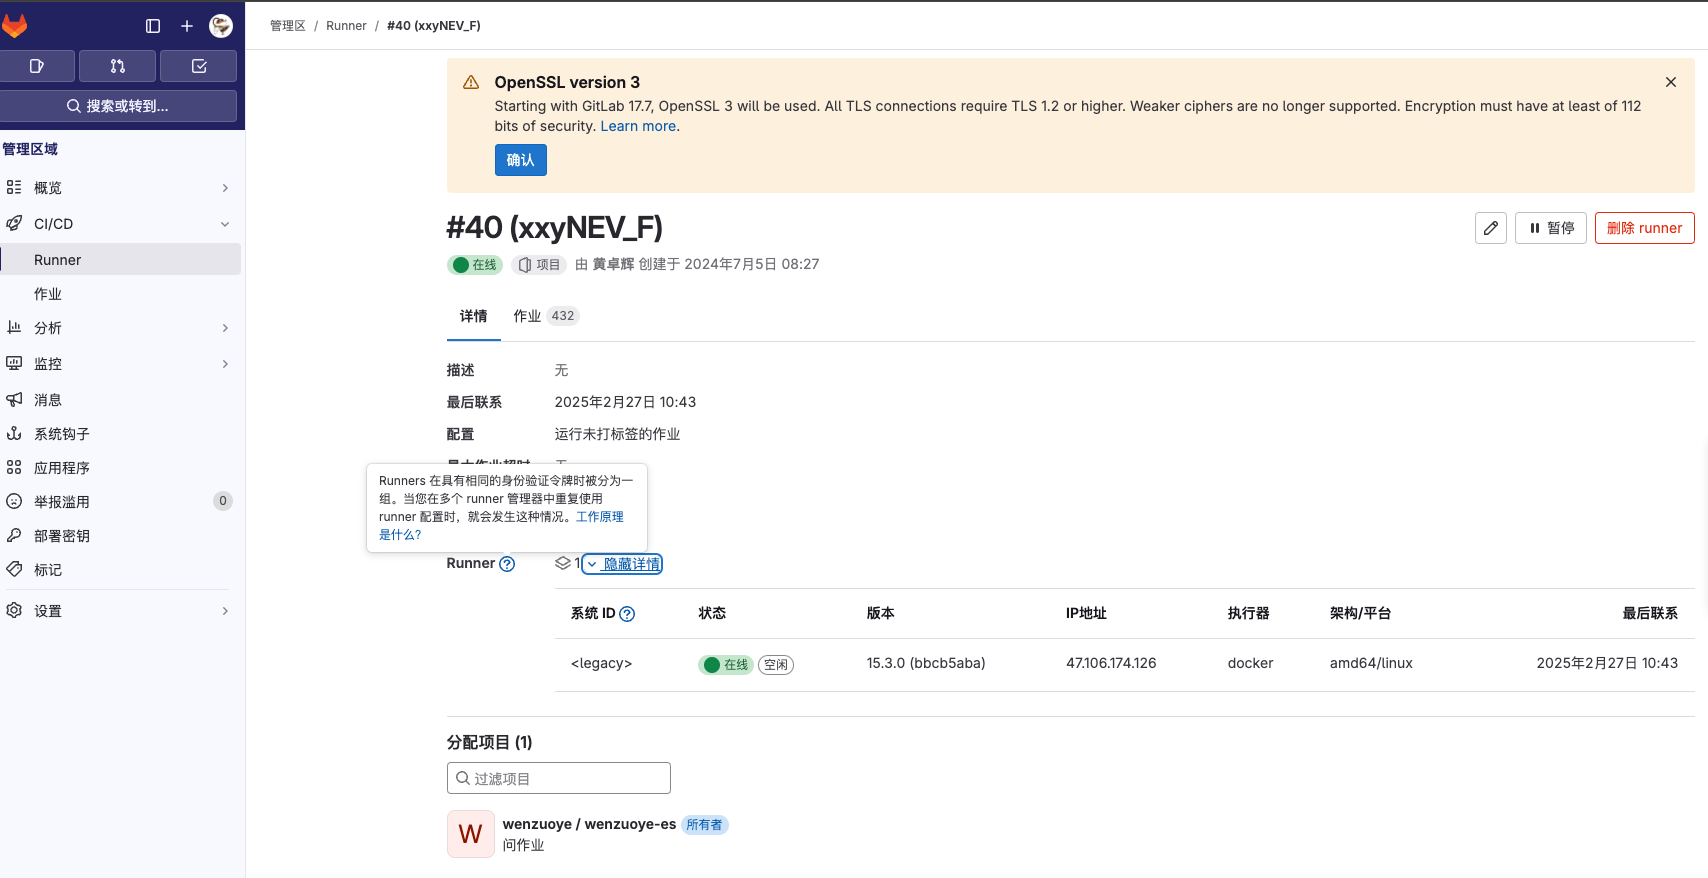 管理区 / Runner / #40 (xxyNEV_F)
搜索或转到...
管理区域
概览
CI/CD
Runner
作业
分析
监控
消息
系统钩子
应用程序
举报滥用 0
部署密钥
标记
设置
OpenSSL version 3
Starting with GitLab 17.7, OpenSSL 3 will be used. All TLS connections require TLS 1.2 or higher. Weaker ciphers are no longer supported. Encryption must have at least of 112
bits of security. Learn more.
确认
#40 (xxyNEV_F)
暂停 删除 runner
在线 项目 由 黄卓辉 创建于 2024年7月5日 08:27
详情 作业 432
描述 无
最后联系 2025年2月27日 10:43
配置 运行未打标签的作业
Runners 在具有相同的身份验证令牌时被分为一
组。当您在多个 runner 管理器中重复使用
runner 配置时，就会发生这种情况。工作原理
是什么?
Runner 1 隐藏详情
系统 ID 状态 版本 IP地址 执行器 架构/平台 最后联系
<legacy> 在线 空闲 15.3.0 (bbcb5aba) 47.106.174.126 docker amd64/linux 2025年2月27日 10:43
分配项目 (1)
过滤项目
W
wenzuoye / wenzuoye-es 所有者
问作业